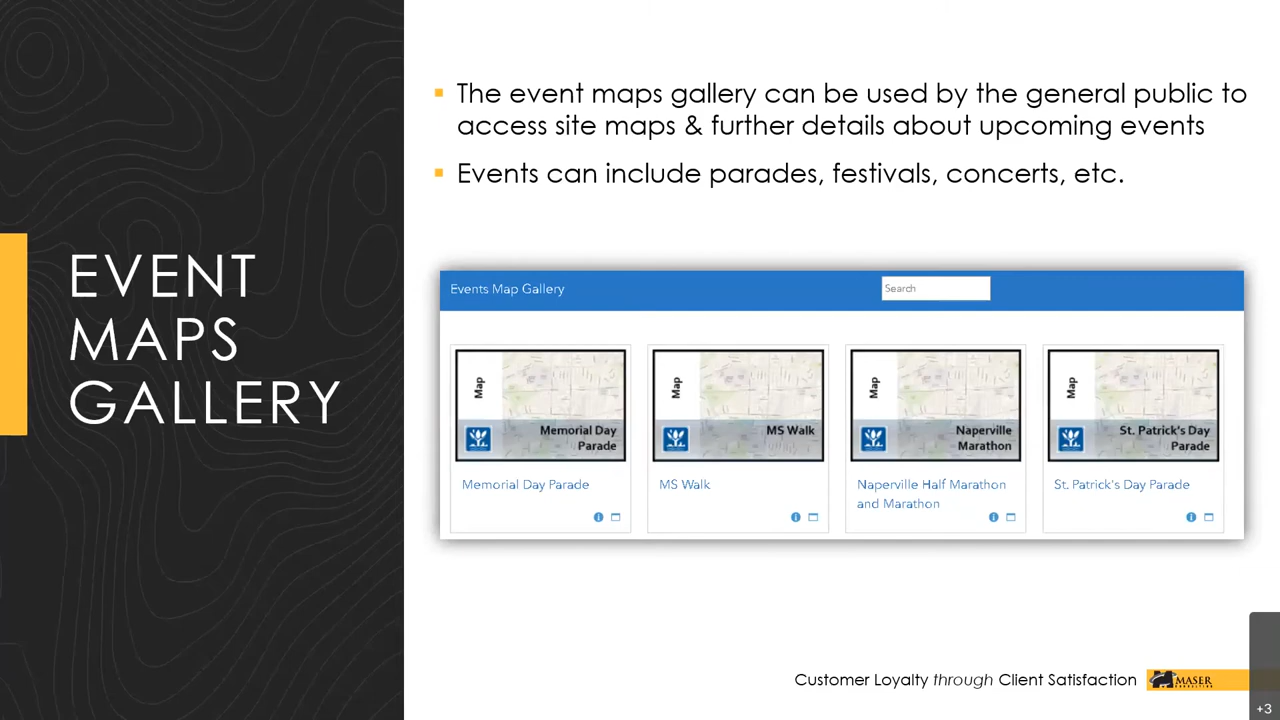 EVENT
MAPS
GALLERY
The event maps gallery can be used by the general public to
access site maps & further details about upcoming events
Events can include parades, festivals, concerts, etc.
Events Map Gallery
Search
Map
Memorial Day
Parade
Memorial Day Parade
Map
MS Walk
MS Walk
Map
Naperville
Marathon
Naperville Half Marathon
and Marathon
Map
St. Patrick's Day
Parade
St. Patrick's Day Parade
Customer Loyalty through Client Satisfaction
MASER
CONSULTING
+3